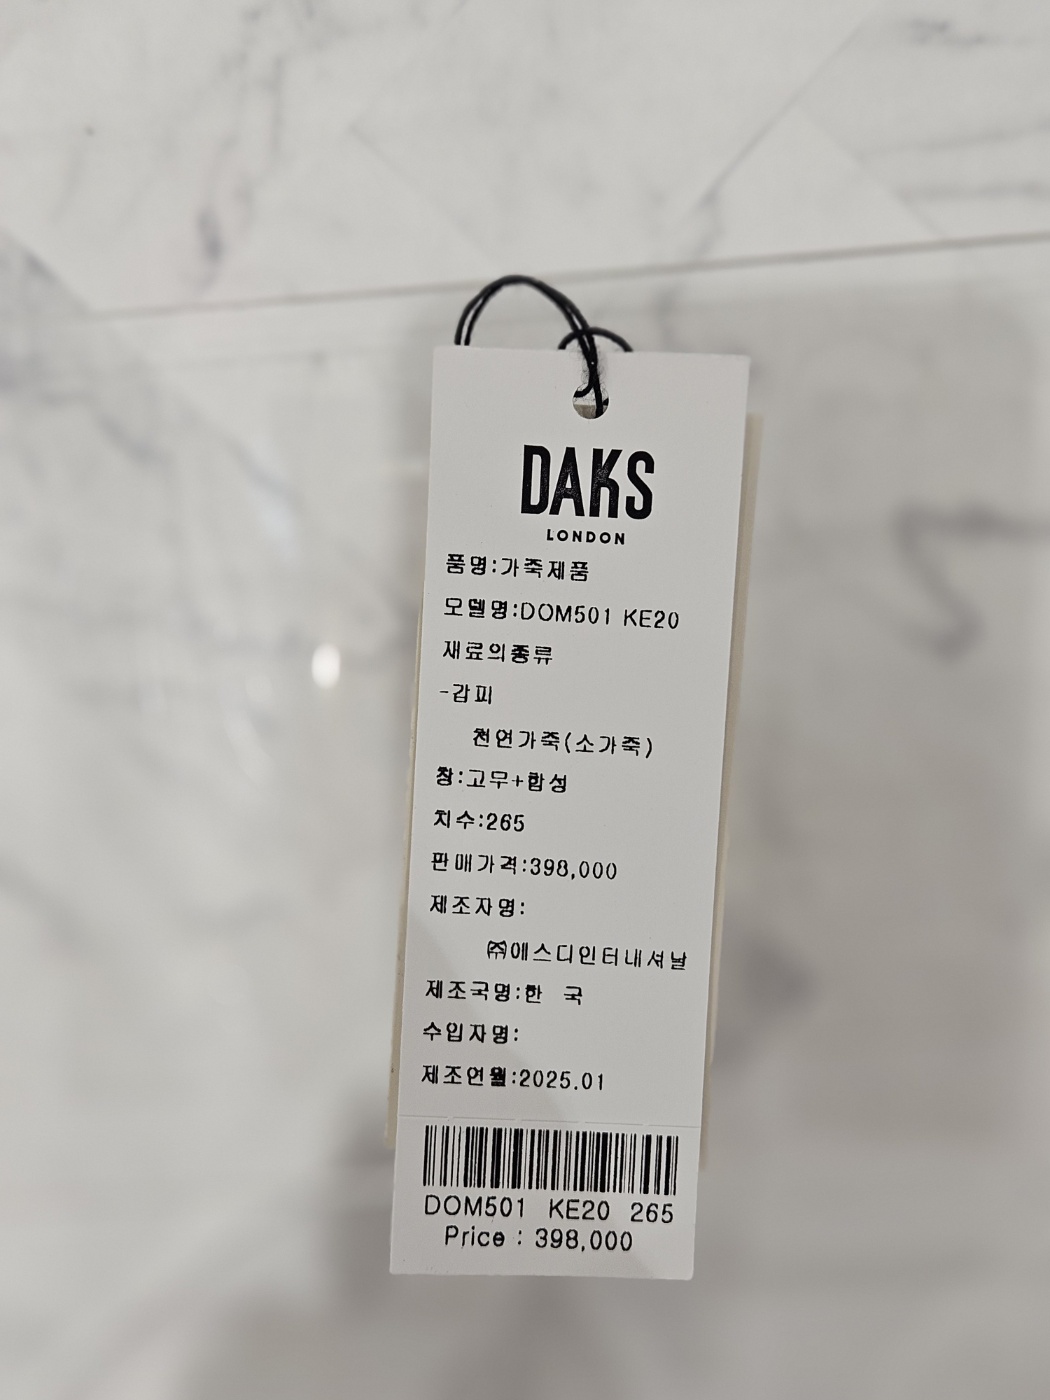 DAKS
LONDON
품명:가죽제품
모델명:DOM501 KE20
재료의종류
-갑피
천연가죽(소가죽)
창:고무+합성
치수:265
판매가격:398,000
제조자명:
㈜에스디인터내셔날
제조국명:한 국
수입자명:
제조연월:2025.01
DOM501 KE20 265
Price : 398,000